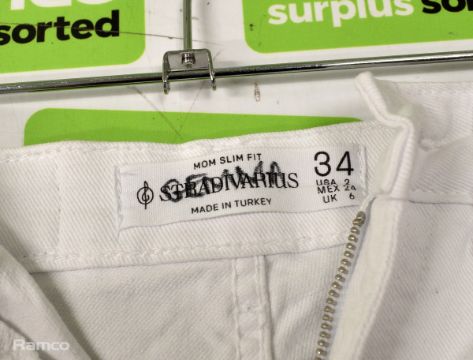 surplus so
sorted
MOM SLIM FIT
STRADIVARIUS
MADE IN TURKEY
34
USA 2
MEX 24
UK 6
Ramco